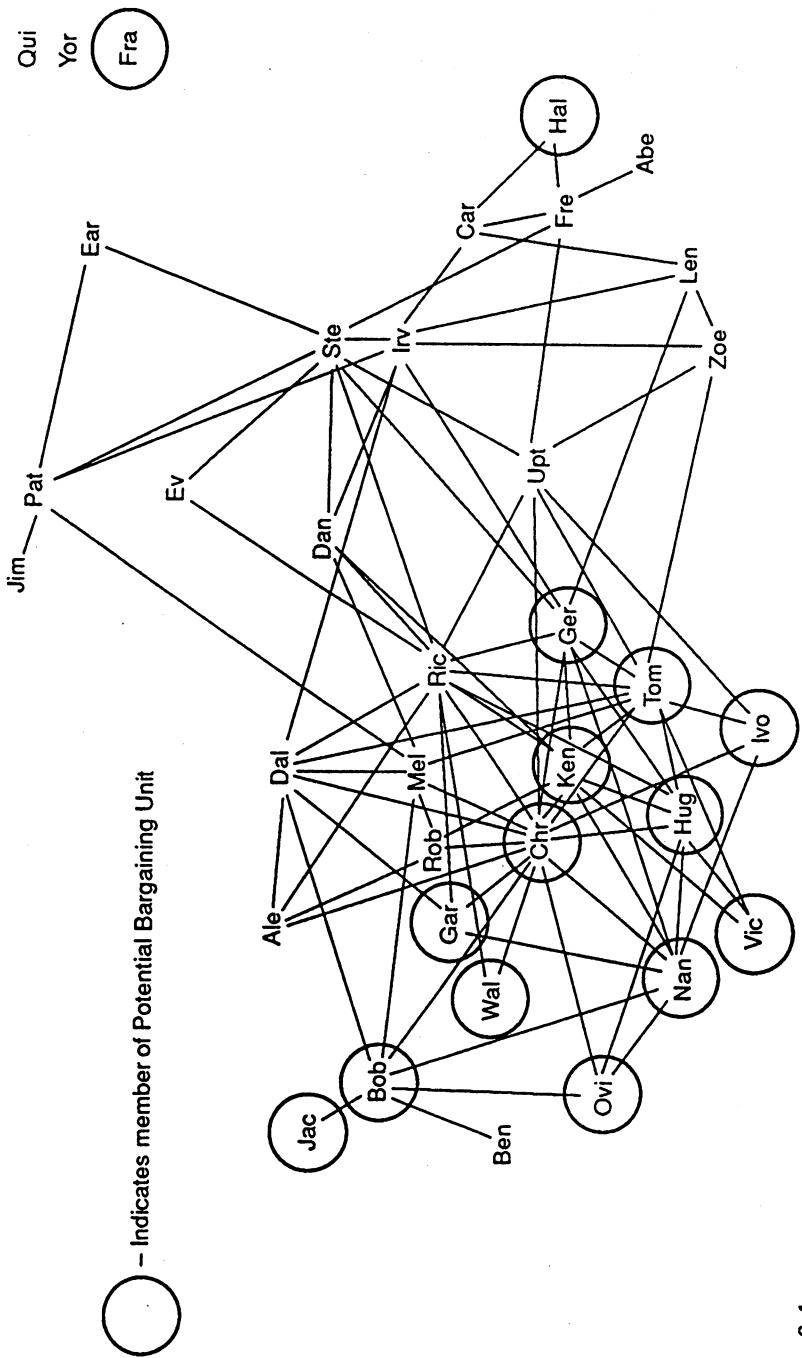 – Indicates member of Potential Bargaining Unit
Qui
Yor
Fra
Jim
Pat
Ear
Ev
Ste
Dan
Irv
Car
Hal
Fre
Abe
Len
Zoe
Upt
Dal
Ric
Mel
Ale
Rob
Gar
Wal
Chr
Ken
Ger
Tom
Hug
Ivo
Nan
Vic
Bob
Jac
Ben
Ovi